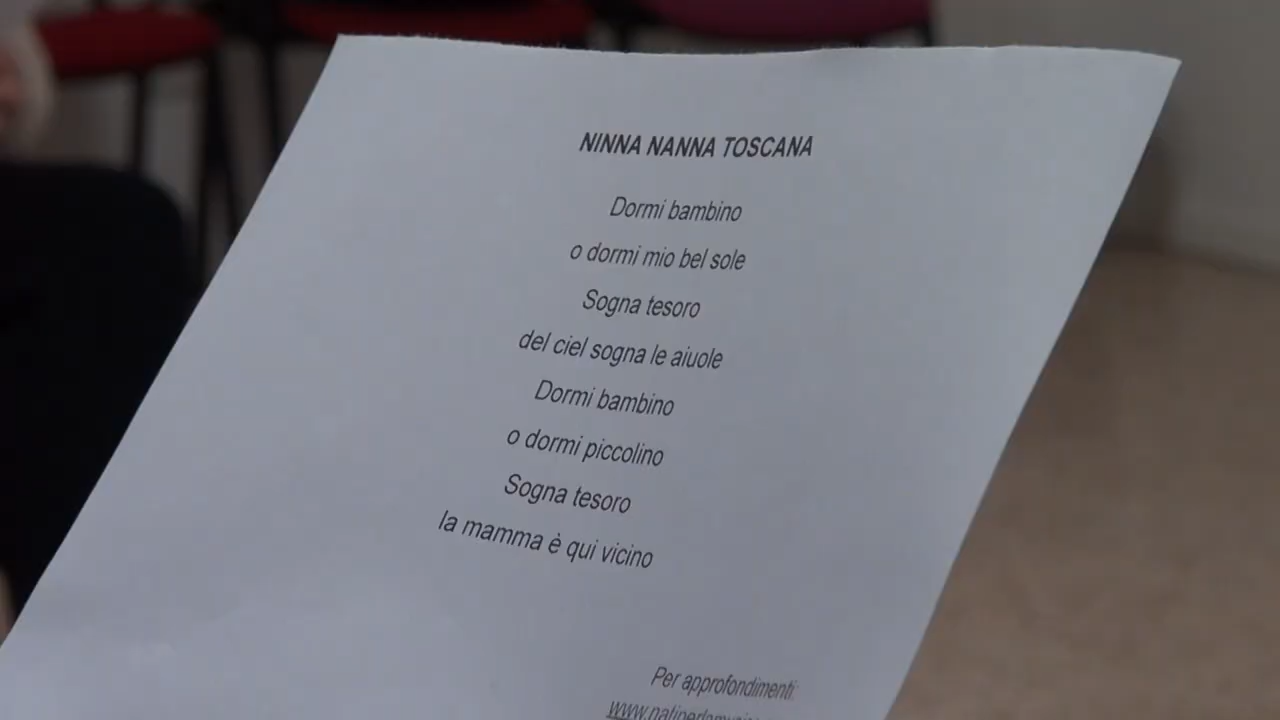 NINNA NANNA TOSCANA
Dormi bambino
o dormi mio bel sole
Sogna tesoro
del ciel sogna le aiuole
Dormi bambino
o dormi piccolino
Sogna tesoro
la mamma è qui vicino
Per approfondimenti: